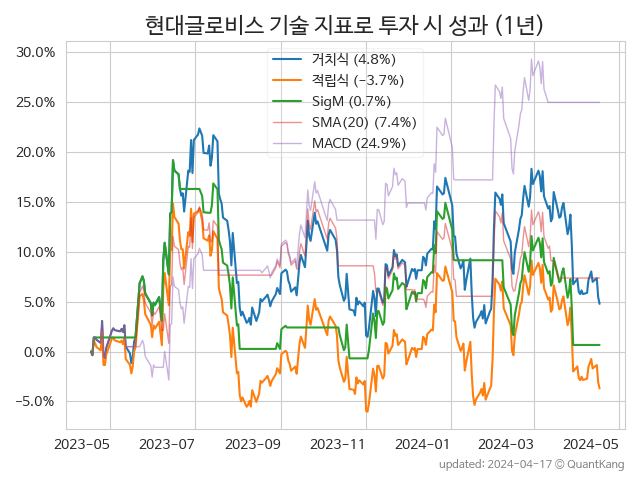 현대글로비스 기술 지표로 투자 시 성과 (1년)
30.0%
25.0%
20.0%
15.0%
10.0%
5.0%
0.0%
−5.0%
거치식 (4.8%)
적립식 (−3.7%)
SigM (0.7%)
SMA(20) (7.4%)
MACD (24.9%)
2023-05 2023-07 2023-09 2023-11 2024-01 2024-03 2024-05
updated: 2024-04-17 © QuantKang